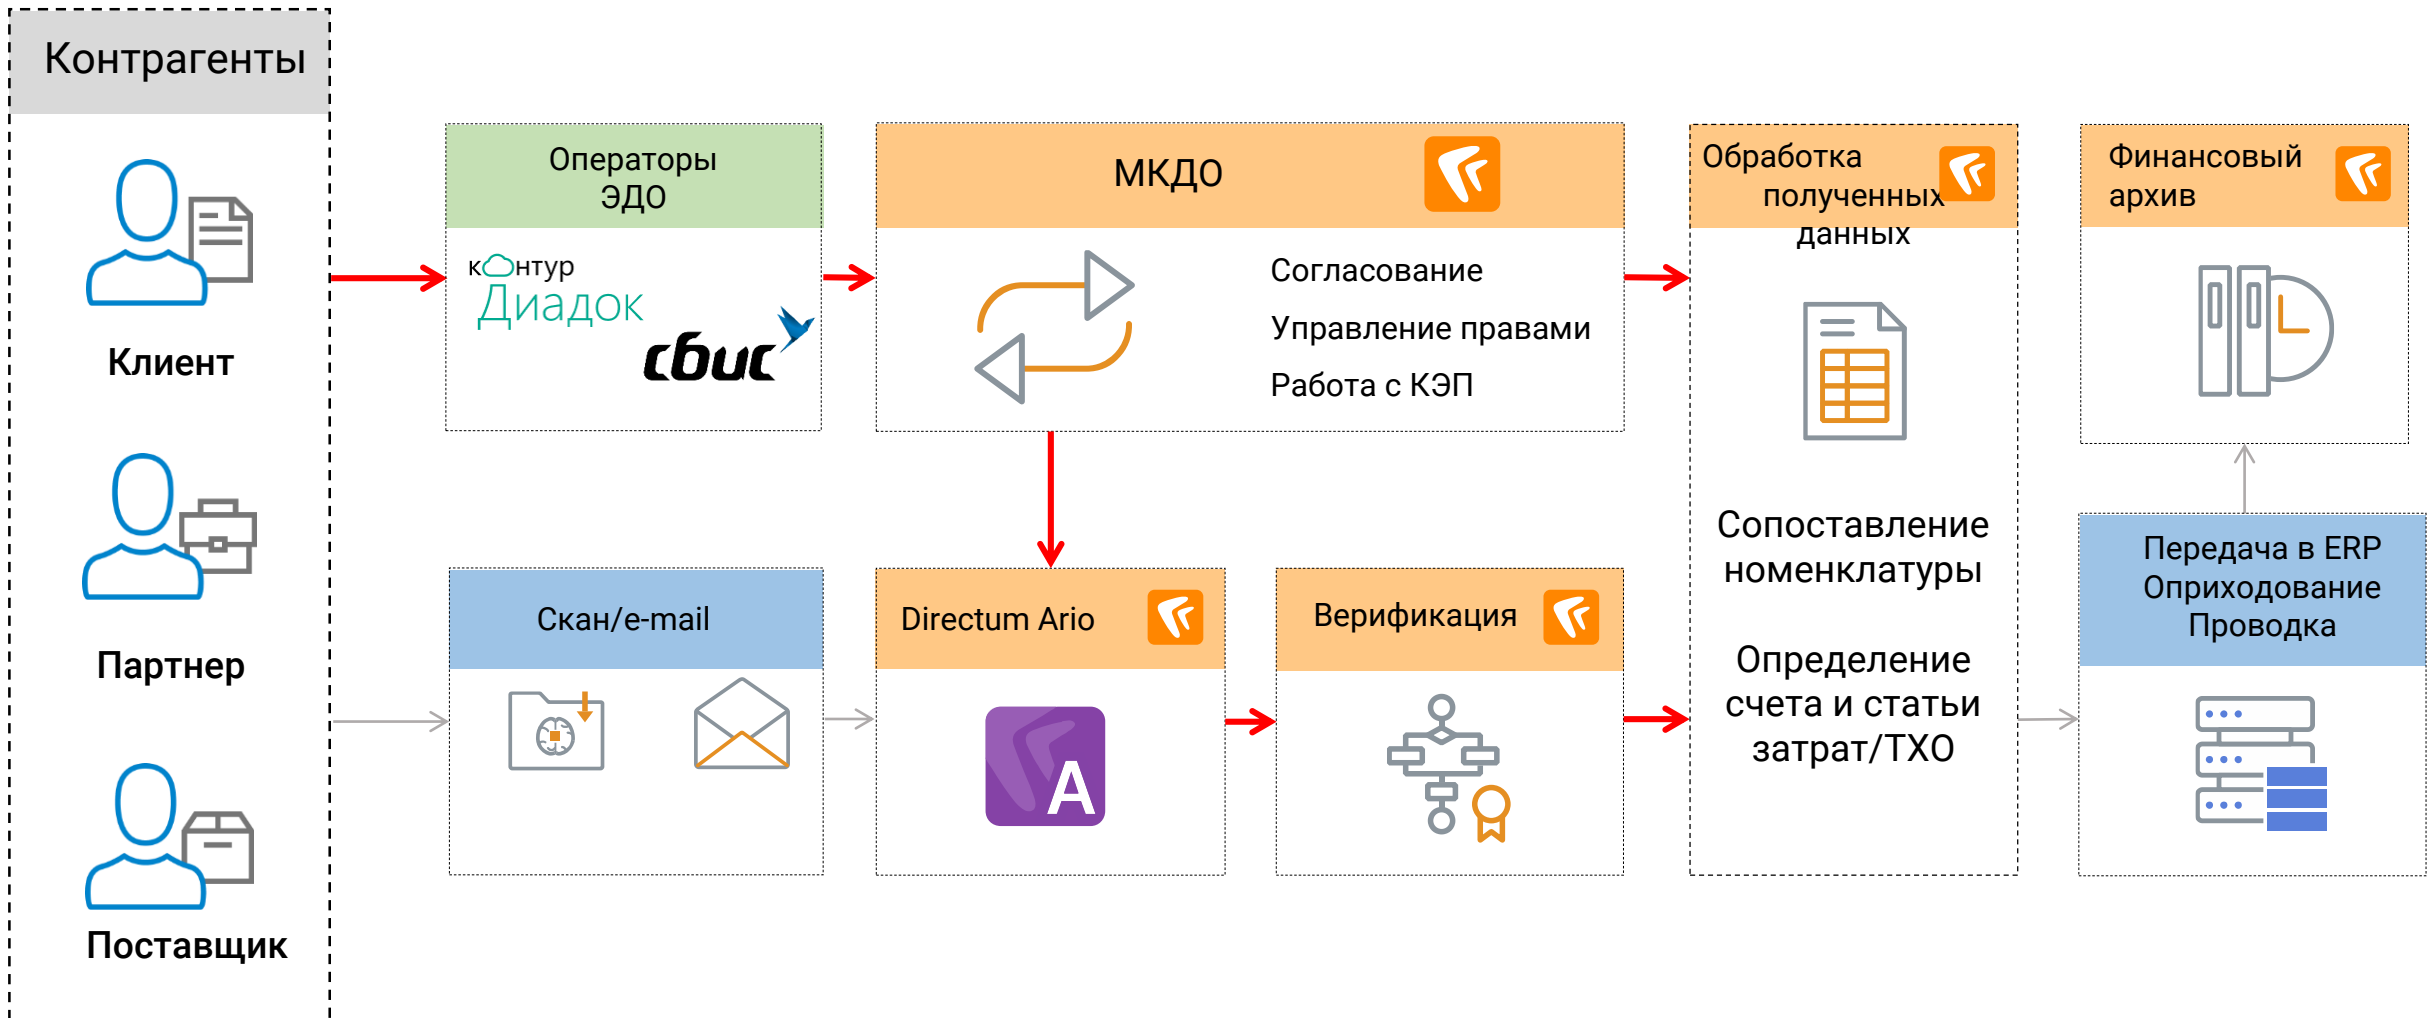 Контрагенты
Клиент
Партнер
Поставщик
Операторы
ЭДО
контур
Диадок
сбис
МКДО
Согласование
Управление правами
Работа с КЭП
Скан/e-mail
Directum Ario
A
Верификация
Обработка
полученных
данных
Сопоставление
номенклатуры
Определение
счета и статьи
затрат/ТХО
Финансовый
архив
Передача в ERP
Оприходование
Проводка